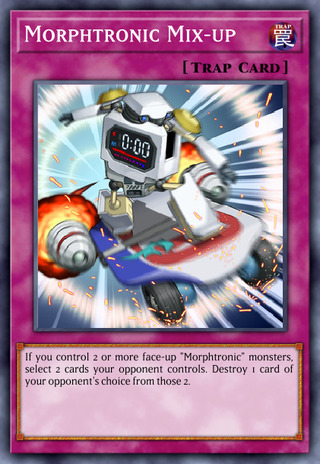 Morphtronic Mix-up
TRAP
罠
[Trap Card]
0:00
If you control 2 or more face-up "Morphtronic" monsters,
select 2 cards your opponent controls. Destroy 1 card of
your opponent's choice from those 2.